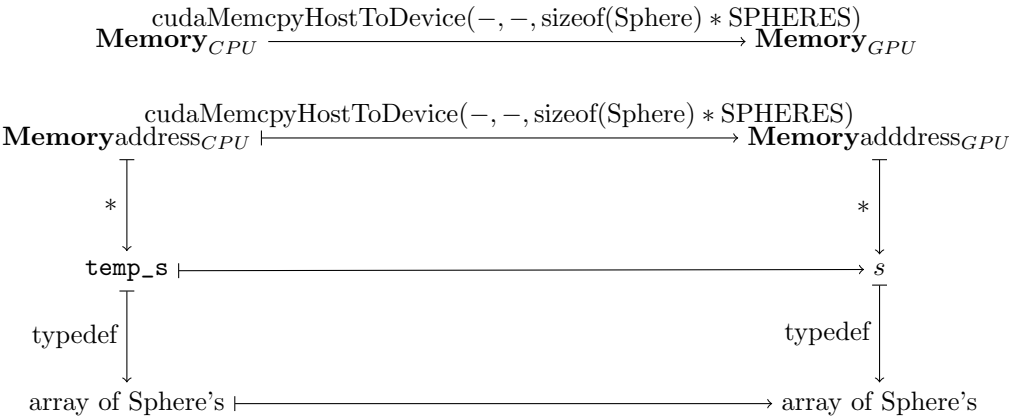 cudaMemcpyHostToDevice(−, −, sizeof(Sphere) ∗ SPHERES)
Memory_CPU Memory_GPU
cudaMemcpyHostToDevice(−, −, sizeof(Sphere) ∗ SPHERES)
Memoryaddress_CPU Memoryadddress_GPU
∗ ∗
temp_s s
typedef typedef
array of Sphere's array of Sphere's